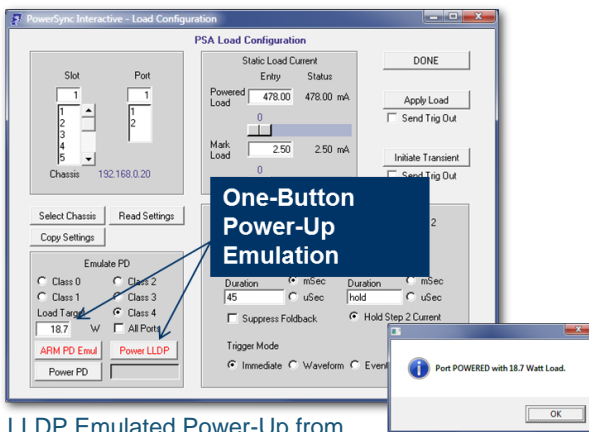 PowerSync Interactive - Load Configuration
PSA Load Configuration
Slot Port
1 1
1
2
3
4
5
1
2
Chassis 192.168.0.20
Static Load Current
Entry Status
Powered Load 478.00 478.00 mA
0
Mark Load 2.50 2.50 mA
0
DONE
Apply Load
Send Trig Out
Initiate Transient
Send Trig Out
Select Chassis Read Settings
Copy Settings
One-Button
Power-Up
Emulation
2
Emulate PD
Class 0 Class 2
Class 1 Class 3
Load Target Class 4
18.7 W All Ports
ARM PD Emul Power LLDP
Power PD
Duration mSec Duration mSec
45 uSec hold uSec
Suppress Foldback Hold Step 2 Current
Trigger Mode
Immediate Waveform Event
Port POWERED with 18.7 Watt Load.
OK
LLDP Emulated Power-Up from